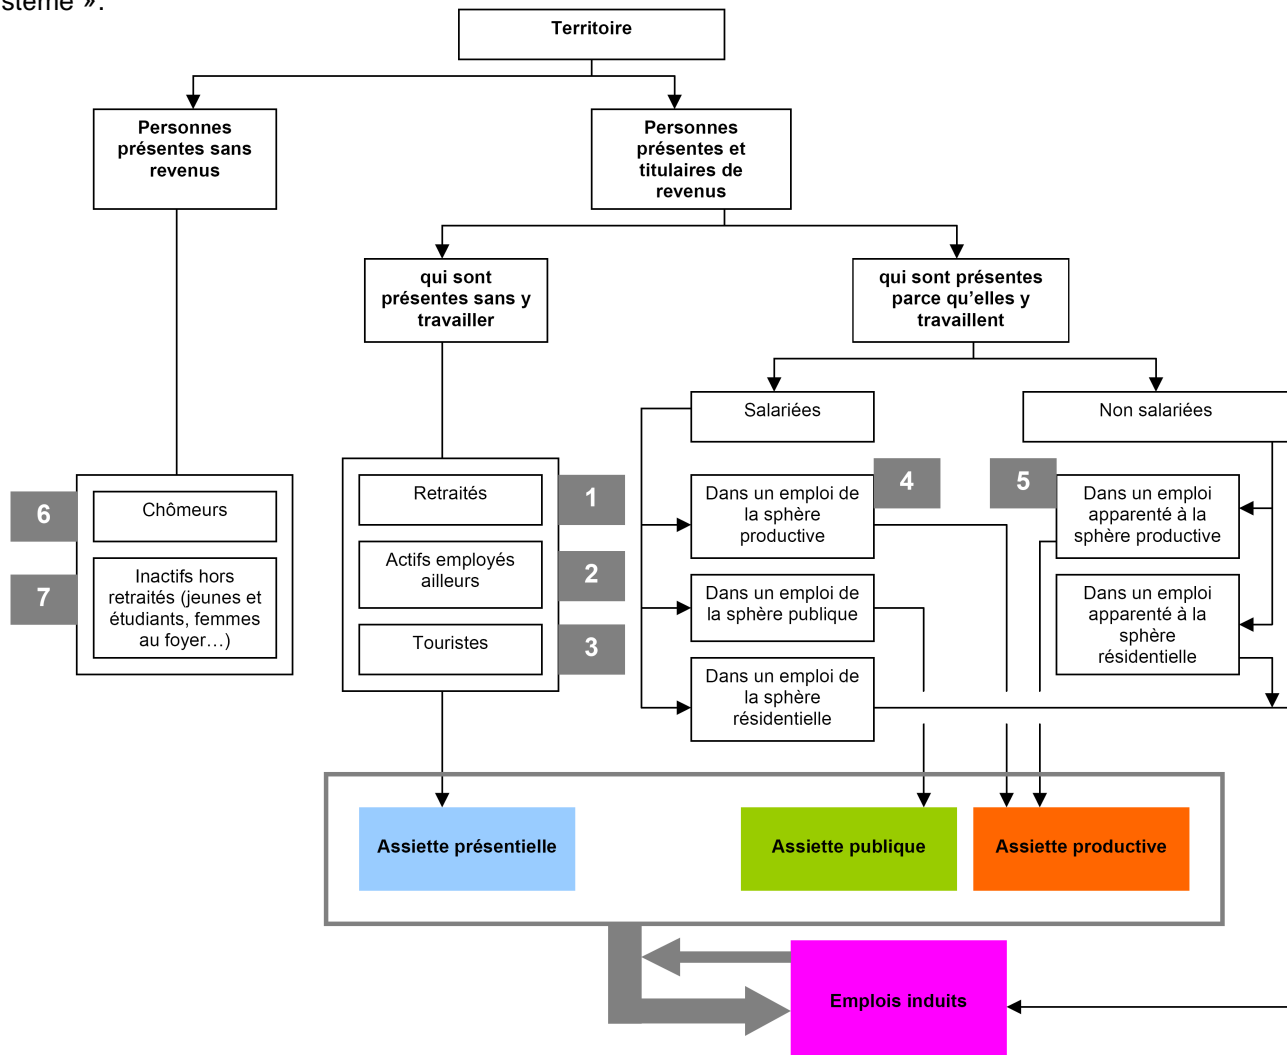 stème ».
Territoire
Personnes
présentes sans
revenus
Personnes
présentes et
titulaires de
revenus
qui sont
présentes sans y
travailler
qui sont présentes
parce qu'elles y
travaillent
Salariées
Non salariées
6
Chômeurs
7
Inactifs hors
retraités (jeunes et
étudiants, femmes
au foyer…)
Retraités
1
Actifs employés
ailleurs
2
Touristes
3
Dans un emploi de
la sphère
productive
4
Dans un emploi de
la sphère publique
Dans un emploi de
la sphère
résidentielle
5
Dans un emploi
apparenté à la
sphère productive
Dans un emploi
apparenté à la
sphère
résidentielle
Assiette présentielle
Assiette publique
Assiette productive
Emplois induits